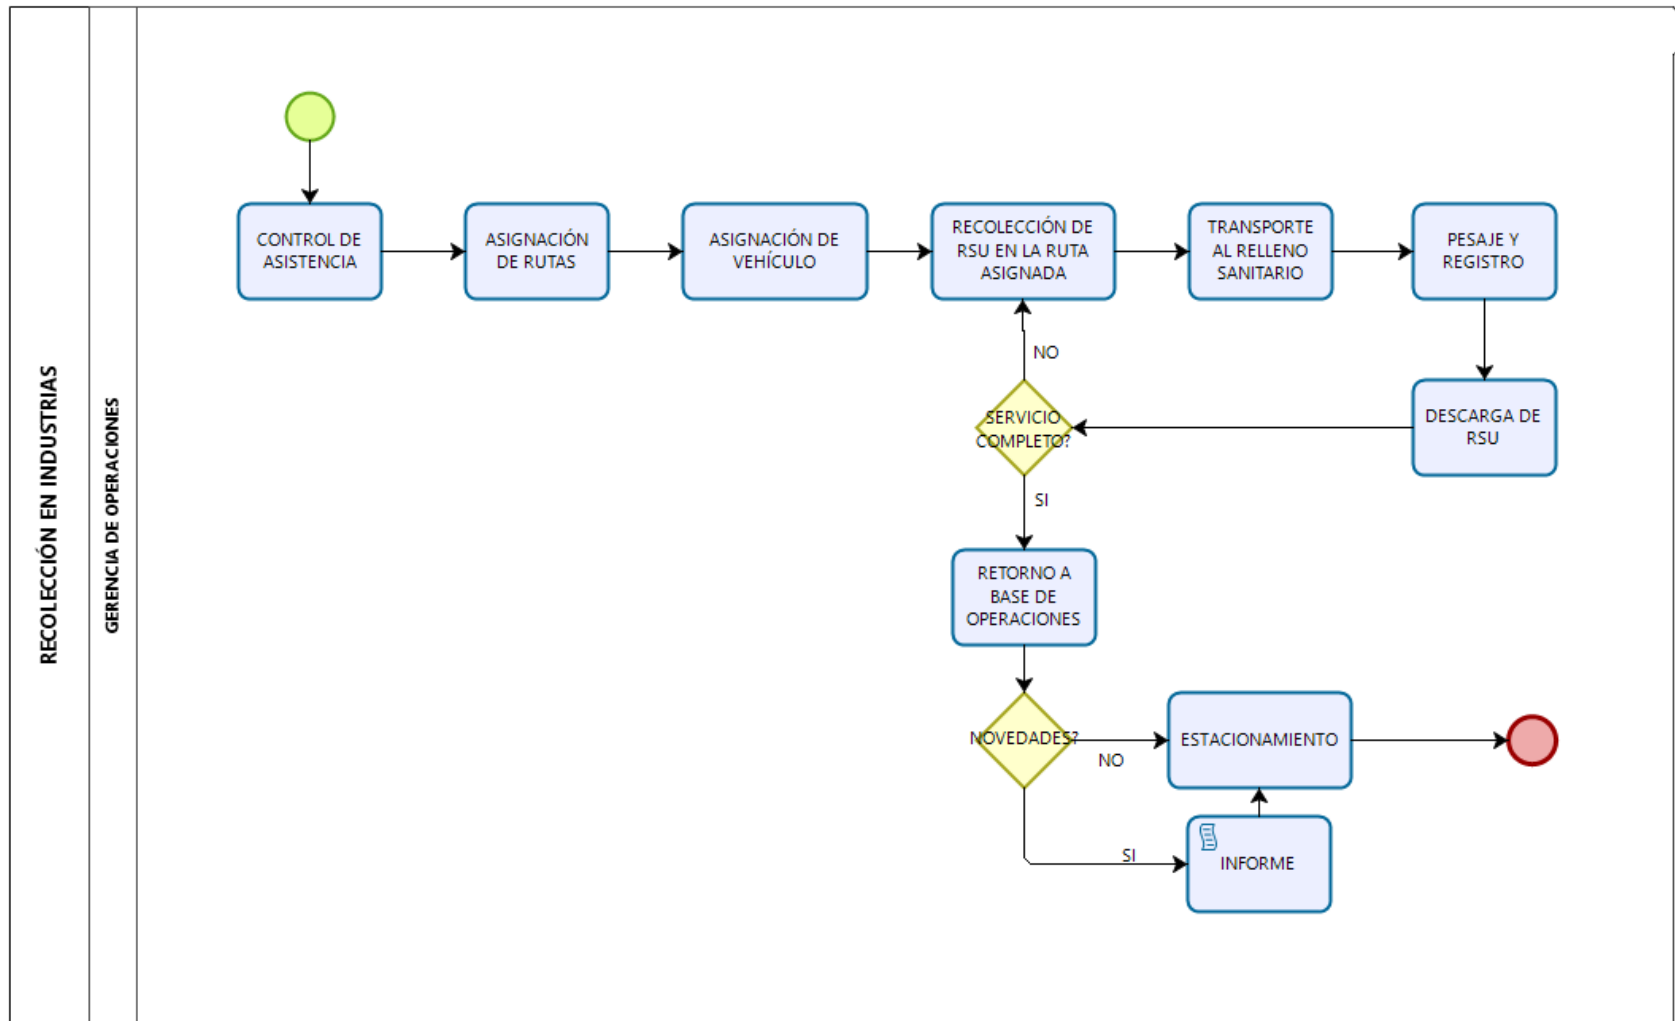 RECOLECCIÓN EN INDUSTRIAS
GERENCIA DE OPERACIONES
CONTROL DE
ASISTENCIA
ASIGNACIÓN
DE RUTAS
ASIGNACIÓN DE
VEHÍCULO
RECOLECCIÓN DE
RSU EN LA RUTA
ASIGNADA
TRANSPORTE
AL RELLENO
SANITARIO
PESAJE Y
REGISTRO
DESCARGA DE
RSU
SERVICIO
COMPLETO?
NO
SI
RETORNO A
BASE DE
OPERACIONES
NOVEDADES?
NO
ESTACIONAMIENTO
SI
INFORME